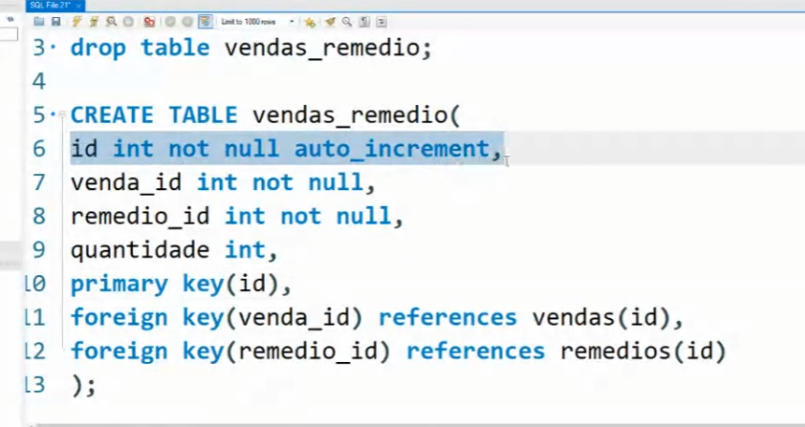 SQL File 21*
Limit to 1000 rows
3 drop table vendas_remedio;
4
5 CREATE TABLE vendas_remedio(
6 id int not null auto_increment,
7 venda_id int not null,
8 remedio_id int not null,
9 quantidade int,
10 primary key(id),
11 foreign key(venda_id) references vendas(id),
12 foreign key(remedio_id) references remedios(id)
13 );